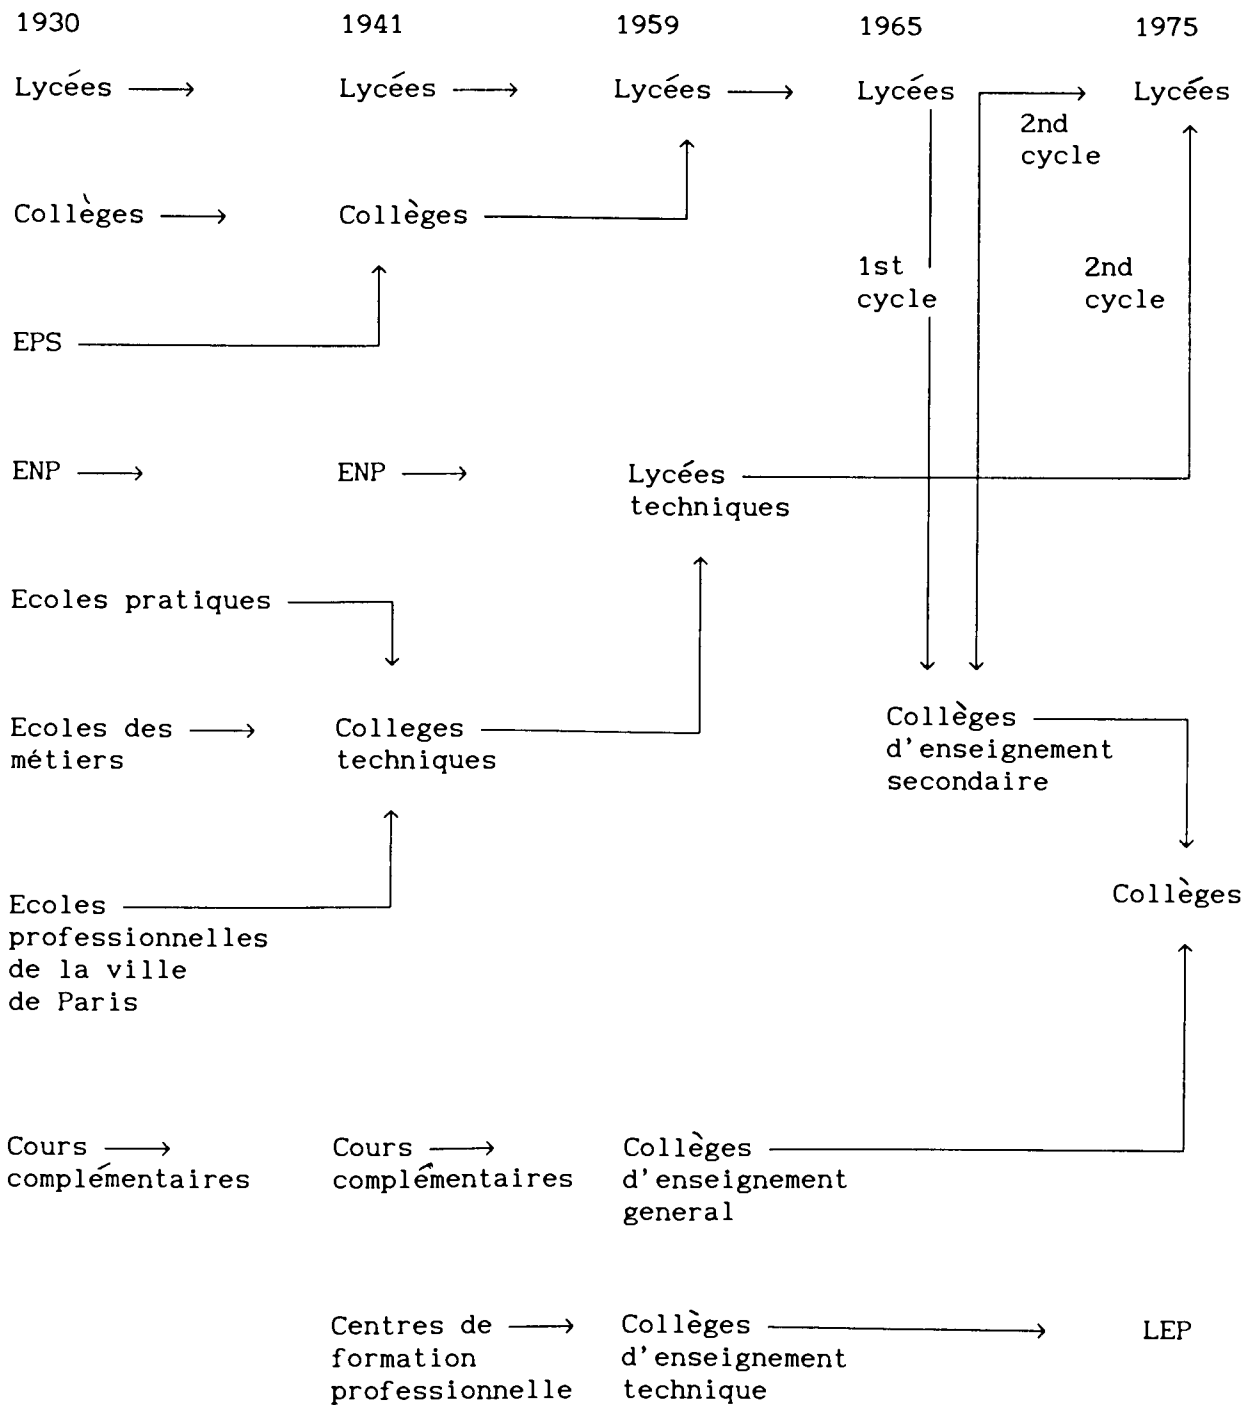 1930 1941 1959 1965 1975
Lycées Lycées Lycées Lycées Lycées
2nd
cycle
Collèges Collèges
1st 2nd
cycle cycle
EPS
ENP ENP Lycées
techniques
Ecoles pratiques
Ecoles des Colleges Collèges
métiers techniques d'enseignement
secondaire
Collèges
Ecoles
professionnelles
de la ville
de Paris
Cours Cours Collèges
complémentaires complémentaires d'enseignement
general
Centres de Collèges LEP
formation d'enseignement
professionnelle technique